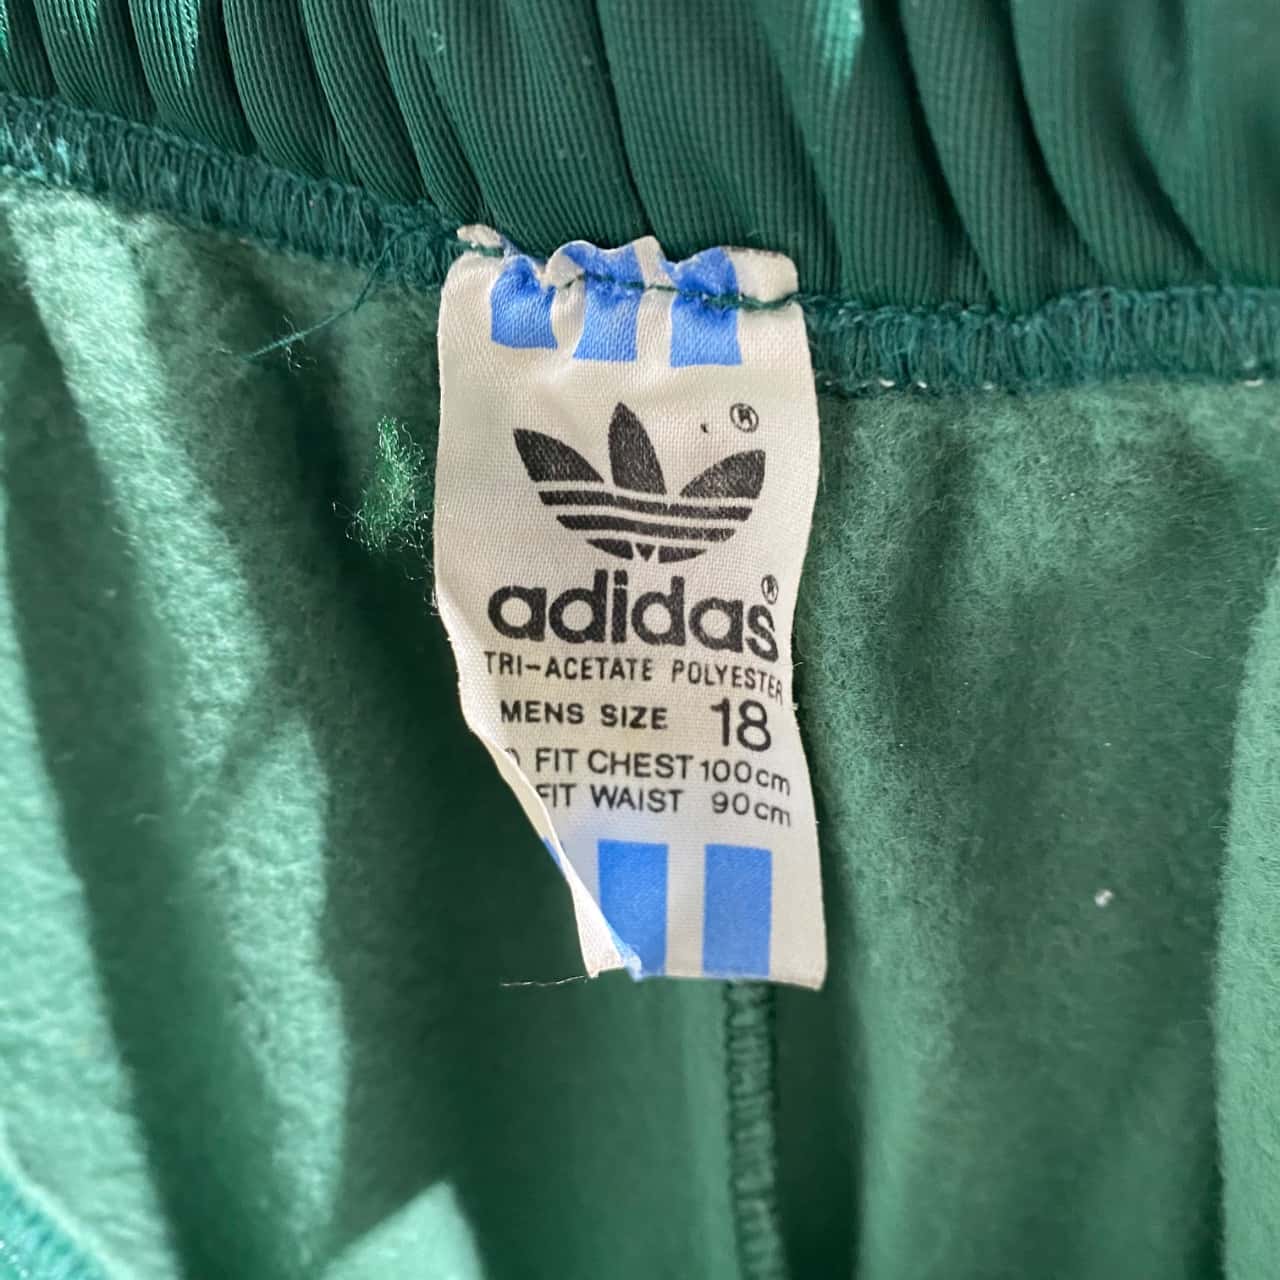 ®
adidas®
TRI-ACETATE POLYESTER
MENS SIZE 18
FIT CHEST 100cm
FIT WAIST 90cm